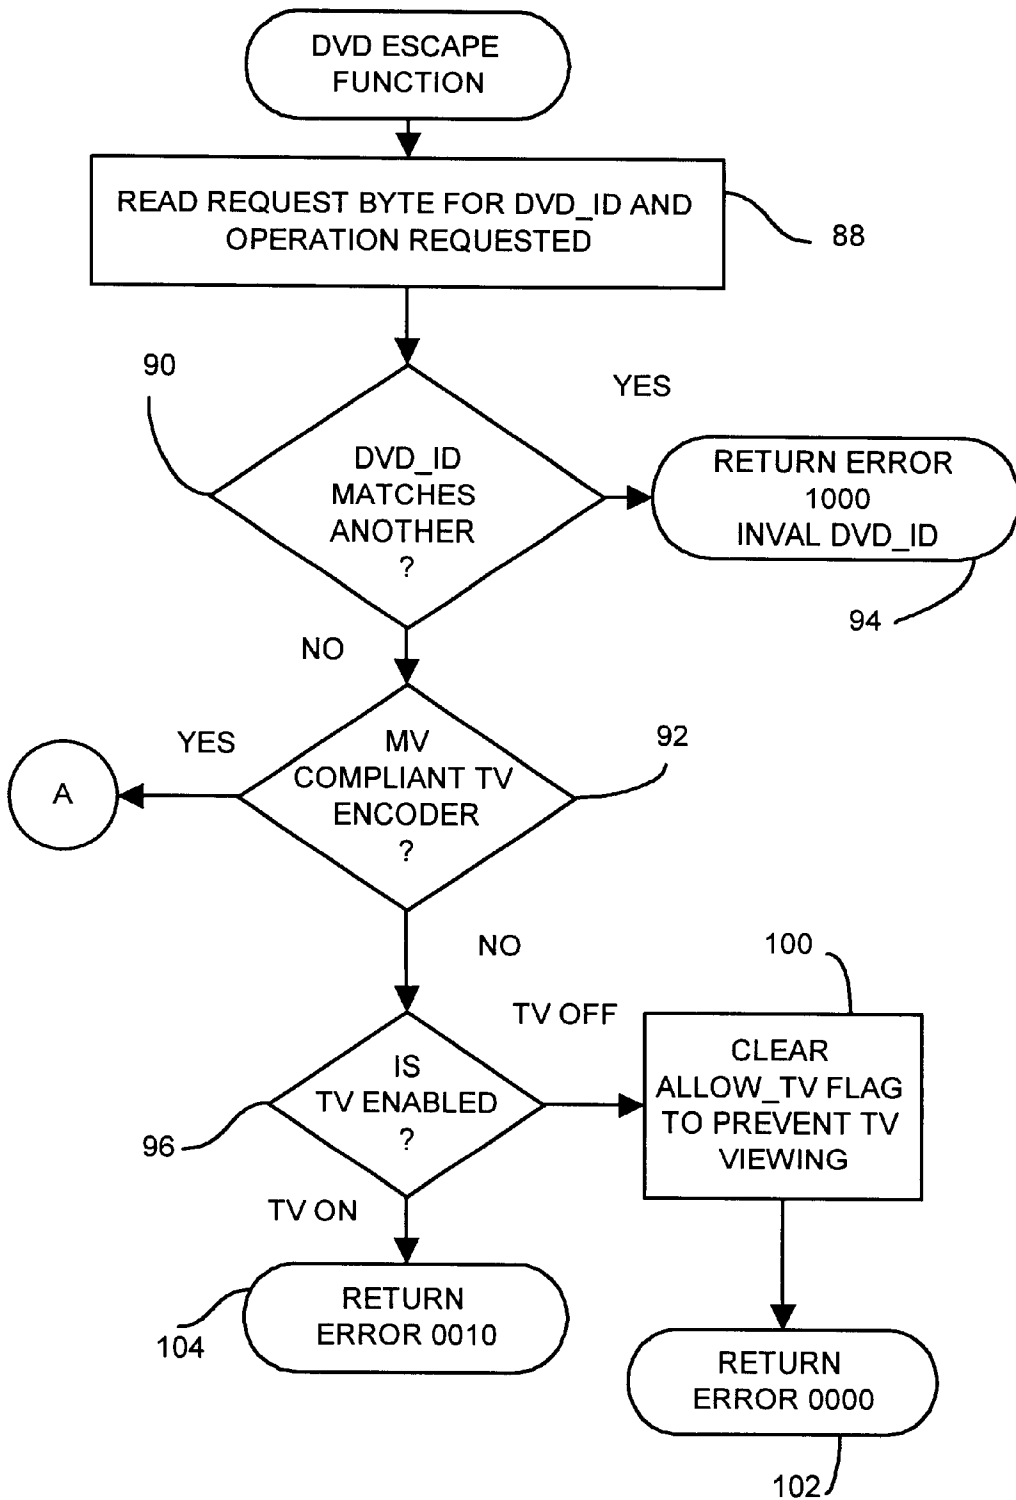 DVD ESCAPE
FUNCTION
READ REQUEST BYTE FOR DVD_ID AND
OPERATION REQUESTED
88
90
YES
DVD_ID
MATCHES
ANOTHER
?
RETURN ERROR
1000
INVAL DVD_ID
94
NO
YES
A
MV
COMPLIANT TV
ENCODER
?
92
NO
100
TV OFF
IS
TV ENABLED
?
96
CLEAR
ALLOW_TV FLAG
TO PREVENT TV
VIEWING
TV ON
RETURN
ERROR 0010
104
RETURN
ERROR 0000
102